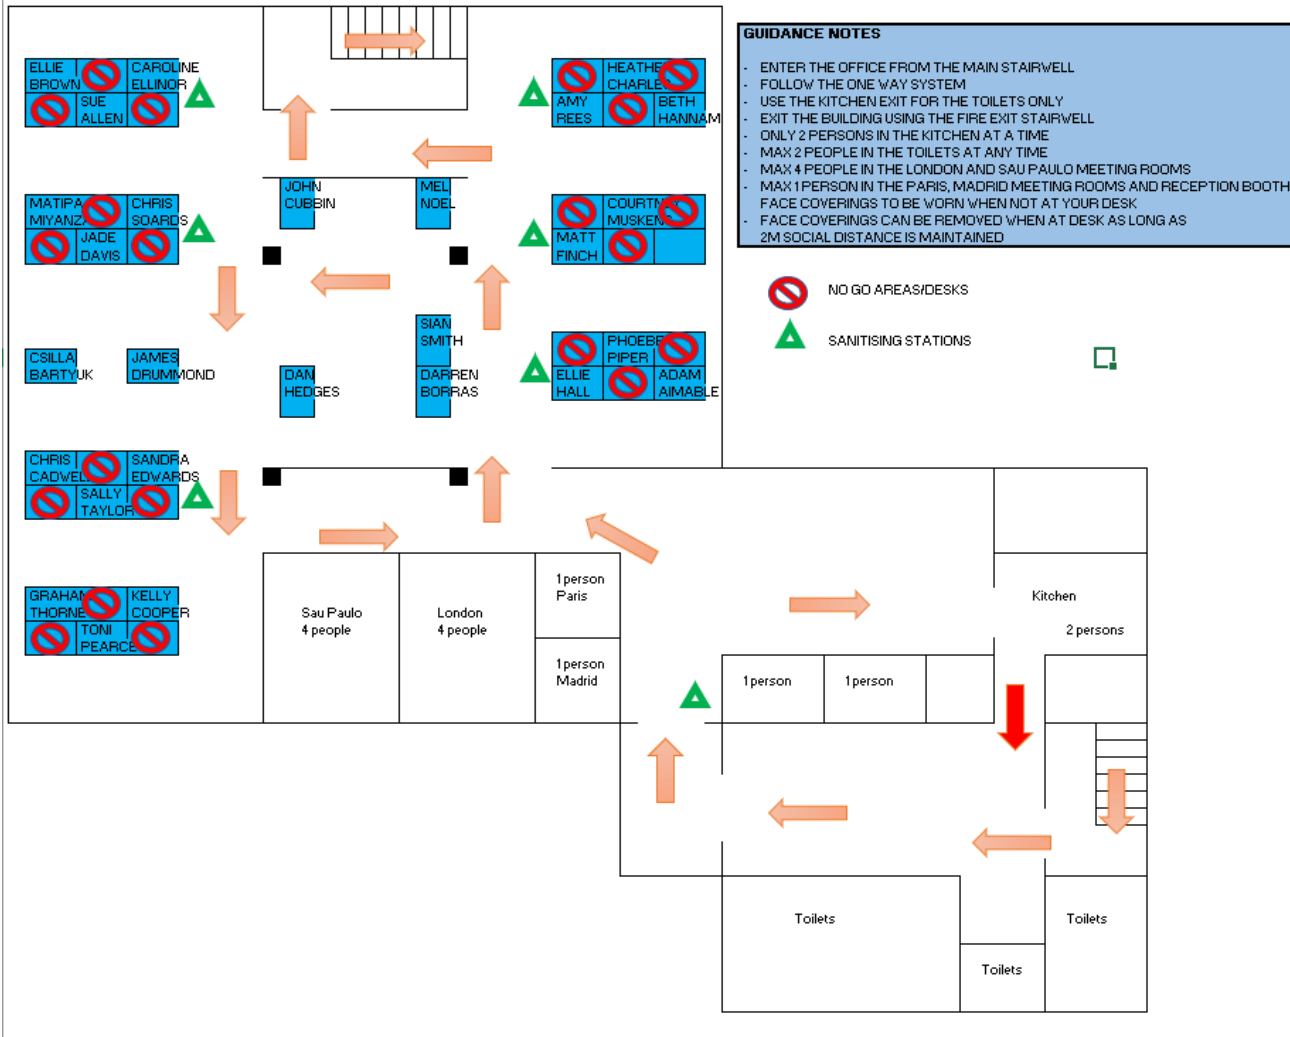 GUIDANCE NOTES
- ENTER THE OFFICE FROM THE MAIN STAIRWELL
- FOLLOW THE ONE WAY SYSTEM
- USE THE KITCHEN EXIT FOR THE TOILETS ONLY
- EXIT THE BUILDING USING THE FIRE EXIT STAIRWELL
- ONLY 2 PERSONS IN THE KITCHEN AT A TIME
- MAX 2 PEOPLE IN THE TOILETS AT ANY TIME
- MAX 4 PEOPLE IN THE LONDON AND SAU PAULO MEETING ROOMS
- MAX 1 PERSON IN THE PARIS, MADRID MEETING ROOMS AND RECEPTION BOOTH
FACE COVERINGS TO BE WORN WHEN NOT AT YOUR DESK
- FACE COVERINGS CAN BE REMOVED WHEN AT DESK AS LONG AS
2M SOCIAL DISTANCE IS MAINTAINED
NO GO AREAS/DESKS
SANITISING STATIONS
ELLIE
BROWN
CAROLINE
ELLINOR
SUE
ALLEN
HEATHE
CHARLE
AMY
REES
BETH
HANNAM
MATIPA
MIYANZ
CHRIS
SOARDS
JADE
DAVIS
JOHN
CUBBIN
MEL
NOEL
COURTN
MUSKEN
MATT
FINCH
CSILLA
BARTYUK
JAMES
DRUMMOND
DAN
HEDGES
SIAN
SMITH
DARREN
BORRAS
PHOEBE
PIPER
ELLIE
HALL
ADAM
AIMABLE
CHRIS
CADWEL
SANDRA
EDWARDS
SALLY
TAYLOR
GRAHAM
THORNE
KELLY
COOPER
TONI
PEARCE
Sau Paulo
4 people
London
4 people
1 person
Paris
1 person
Madrid
Kitchen
2 persons
1 person
1 person
Toilets
Toilets
Toilets